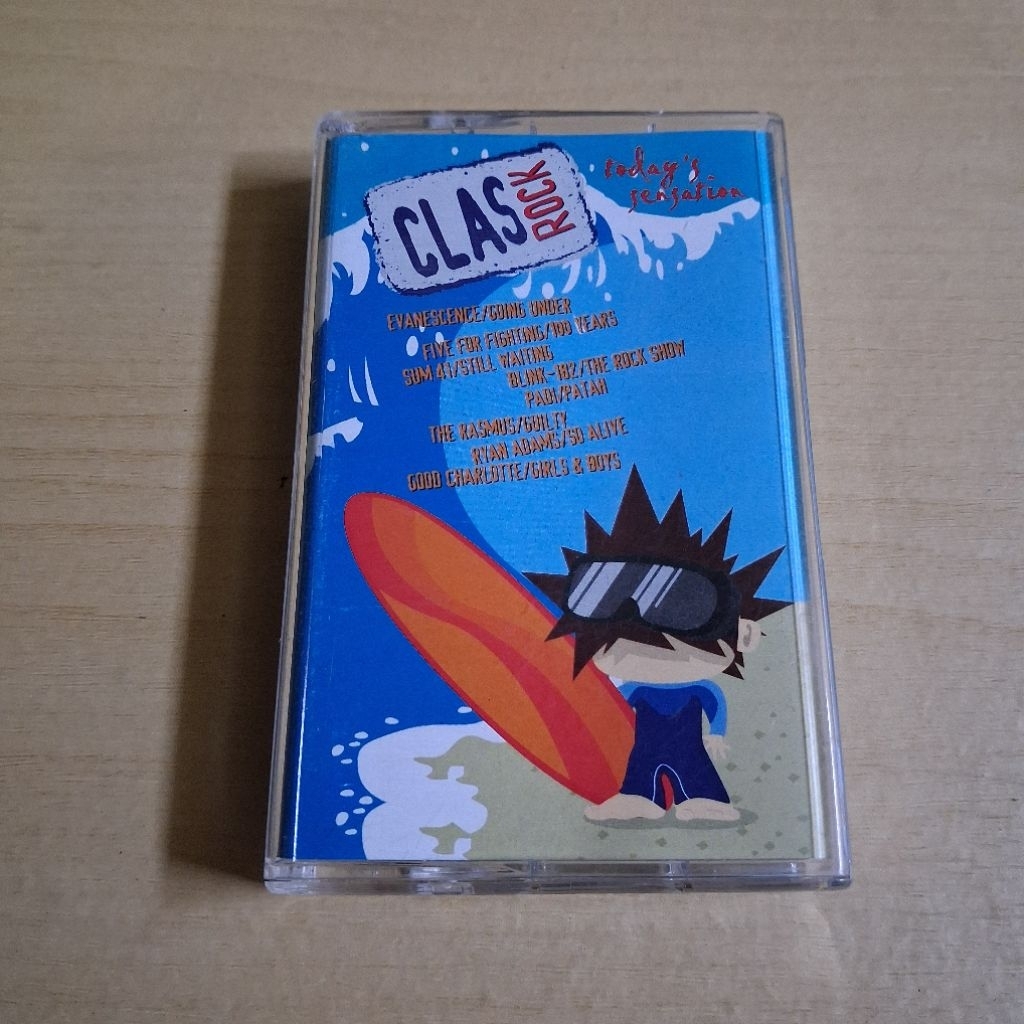 CLAS ROCK
today's
sensation
EVANESCENCE/GOING UNDER
FIVE FOR FIGHTING/100 YEARS
SUM 41/STILL WAITING
BLINK-182/THE ROCK SHOW
PADI/PATAH
THE RASMUS/GUILTY
RYAN ADAMS/SO ALIVE
GOOD CHARLOTTE/GIRLS & BOYS